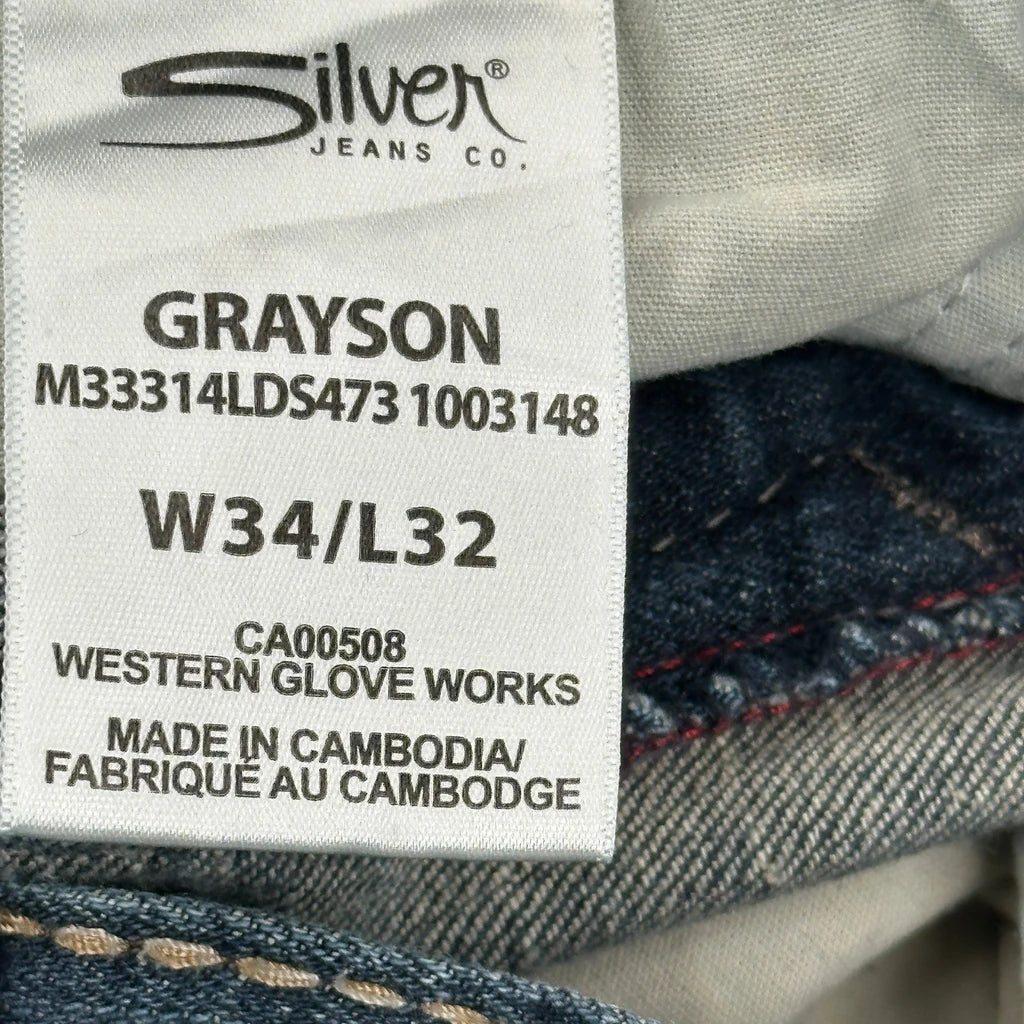 Silver®
JEANS CO.
GRAYSON
M33314LDS473 1003148
W34/L32
CA00508
WESTERN GLOVE WORKS
MADE IN CAMBODIA/
FABRIQUÉ AU CAMBODGE